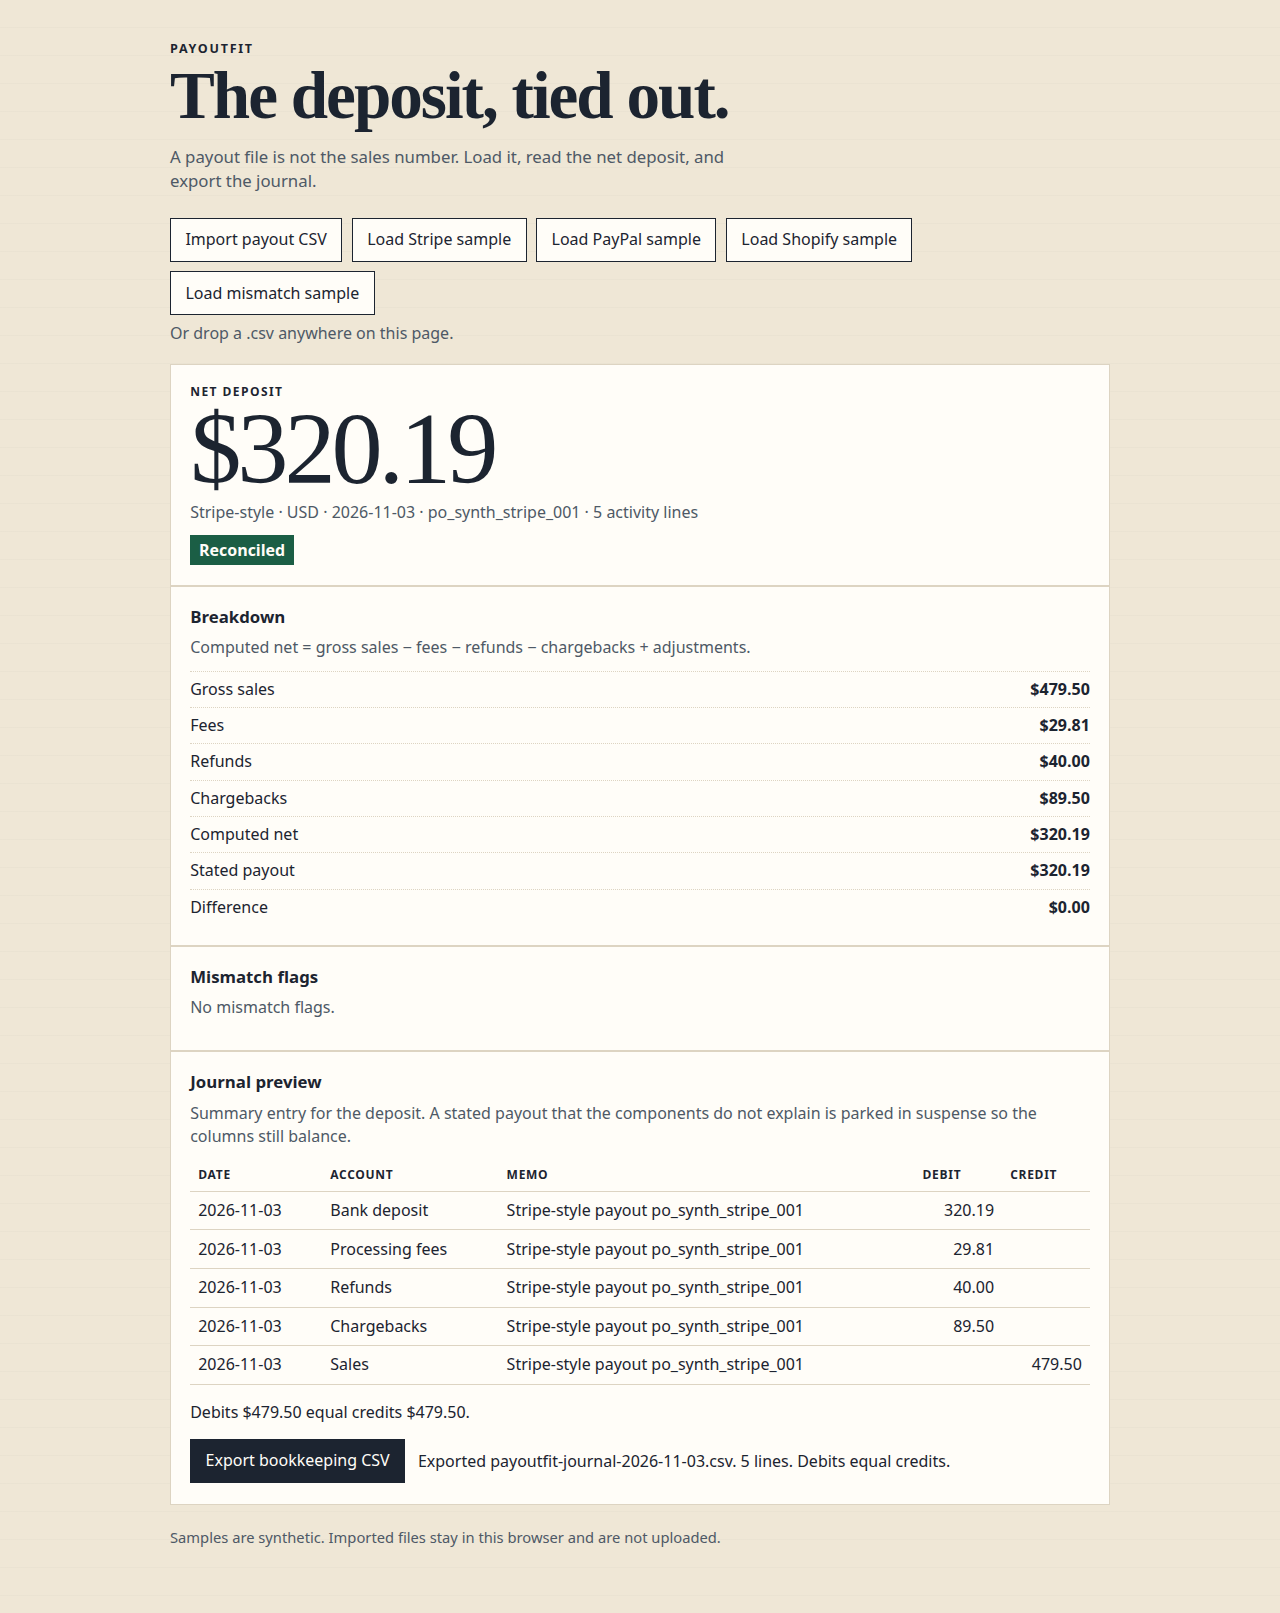 PAYOUTFIT
The deposit, tied out.
A payout file is not the sales number. Load it, read the net deposit, and
export the journal.
Import payout CSV Load Stripe sample Load PayPal sample Load Shopify sample
Load mismatch sample
Or drop a .csv anywhere on this page.
NET DEPOSIT
$320.19
Stripe-style · USD · 2026-11-03 · po_synth_stripe_001 · 5 activity lines
Reconciled
Breakdown
Computed net = gross sales − fees − refunds − chargebacks + adjustments.
Gross sales $479.50
Fees $29.81
Refunds $40.00
Chargebacks $89.50
Computed net $320.19
Stated payout $320.19
Difference $0.00
Mismatch flags
No mismatch flags.
Journal preview
Summary entry for the deposit. A stated payout that the components do not explain is parked in suspense so the
columns still balance.
DATE ACCOUNT MEMO DEBIT CREDIT
2026-11-03 Bank deposit Stripe-style payout po_synth_stripe_001 320.19
2026-11-03 Processing fees Stripe-style payout po_synth_stripe_001 29.81
2026-11-03 Refunds Stripe-style payout po_synth_stripe_001 40.00
2026-11-03 Chargebacks Stripe-style payout po_synth_stripe_001 89.50
2026-11-03 Sales Stripe-style payout po_synth_stripe_001 479.50
Debits $479.50 equal credits $479.50.
Export bookkeeping CSV Exported payoutfit-journal-2026-11-03.csv. 5 lines. Debits equal credits.
Samples are synthetic. Imported files stay in this browser and are not uploaded.